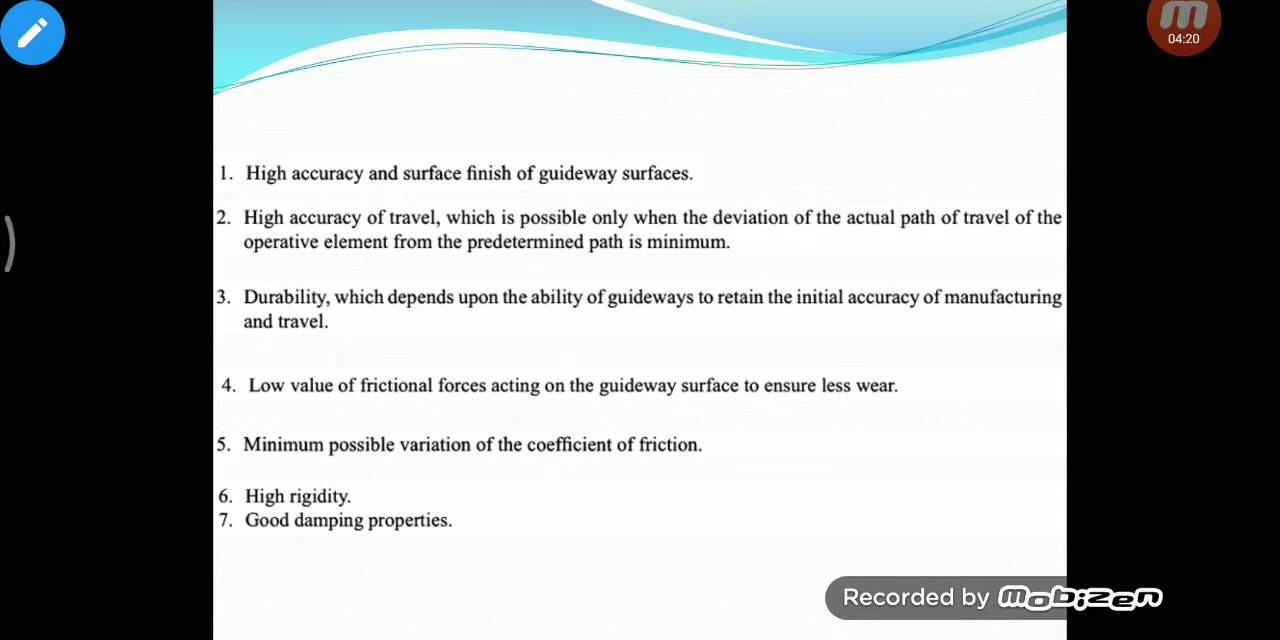 04:20
1. High accuracy and surface finish of guideway surfaces.
2. High accuracy of travel, which is possible only when the deviation of the actual path of travel of the
operative element from the predetermined path is minimum.
3. Durability, which depends upon the ability of guideways to retain the initial accuracy of manufacturing
and travel.
4. Low value of frictional forces acting on the guideway surface to ensure less wear.
5. Minimum possible variation of the coefficient of friction.
6. High rigidity.
7. Good damping properties.
Recorded by mobizen